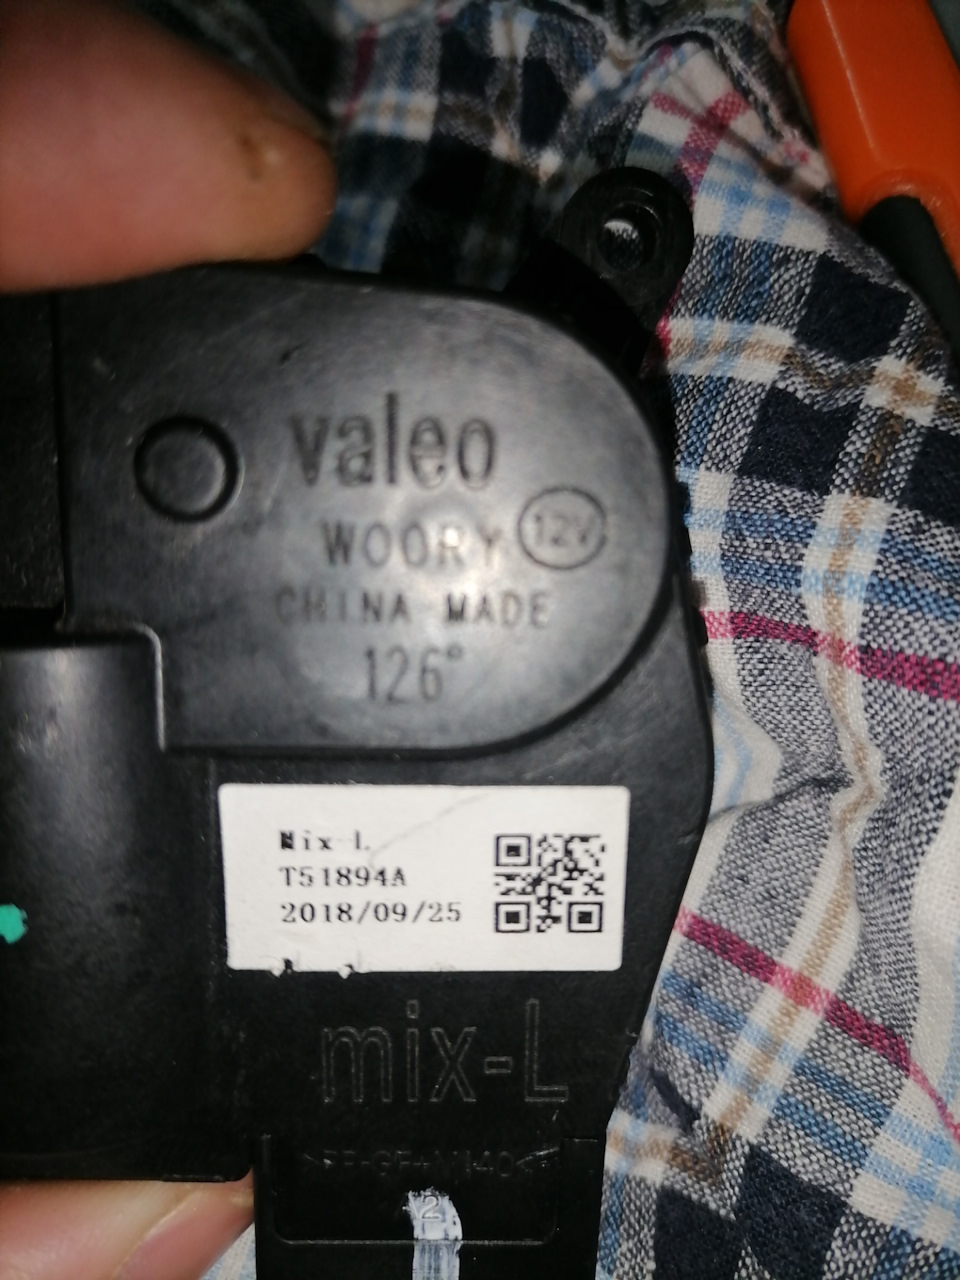 valeo
WOORY 12V
CHINA MADE
126°
Mix-L
T51894A
2018/09/25
mix-L
2